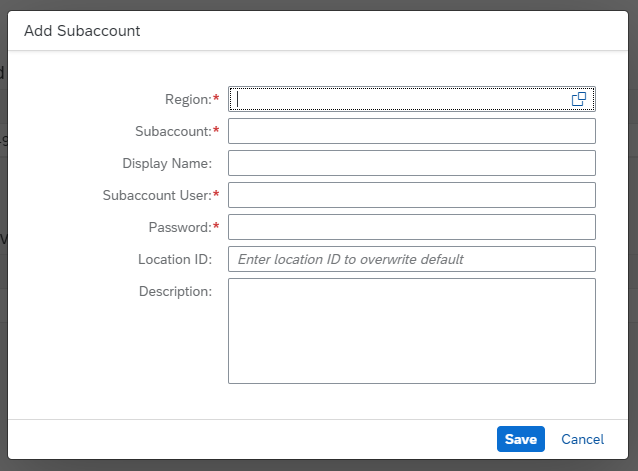 Add Subaccount
Region:*
Subaccount:*
Display Name:
Subaccount User:*
Password:*
Location ID: Enter location ID to overwrite default
Description:
Save Cancel